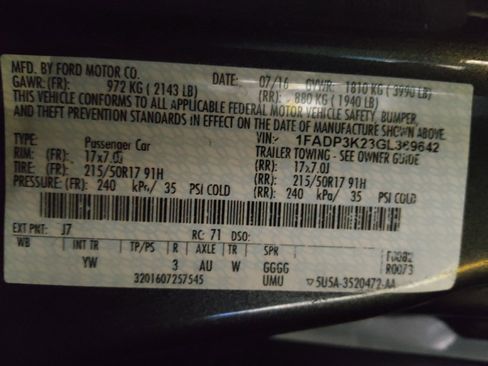 MFD. BY FORD MOTOR CO. DATE: 07/16 GVWR: 1810 KG (3990 LB)
GAWR: (FR): 972 KG (2143 LB) (RR): 880 KG (1940 LB)
THIS VEHICLE CONFORMS TO ALL APPLICABLE FEDERAL MOTOR VEHICLE SAFETY, BUMPER,
AND THEFT PREVENTION STANDARDS IN EFFECT ON THE DATE OF MANUFACTURE SHOWN ABOVE.
VIN: 1FADP3K23GL369642
TYPE: Passenger Car TRAILER TOWING - SEE OWNER GUIDE.
RIM: (FR): 17x7.0J (RR): 17x7.0J
TIRE: (FR): 215/50R17 91H (RR): 215/50R17 91H
PRESSURE: (FR): 240 kPa/ 35 PSI COLD (RR): 240 kPa/ 35 PSI COLD
EXT PNT: J7 RC: 71 DSO:
WB INT TR TP/PS R AXLE TR SPR F0082
YW 3 AU W GGGG R0073
3201607257545 UMU ▽5U5A-3520472-AA